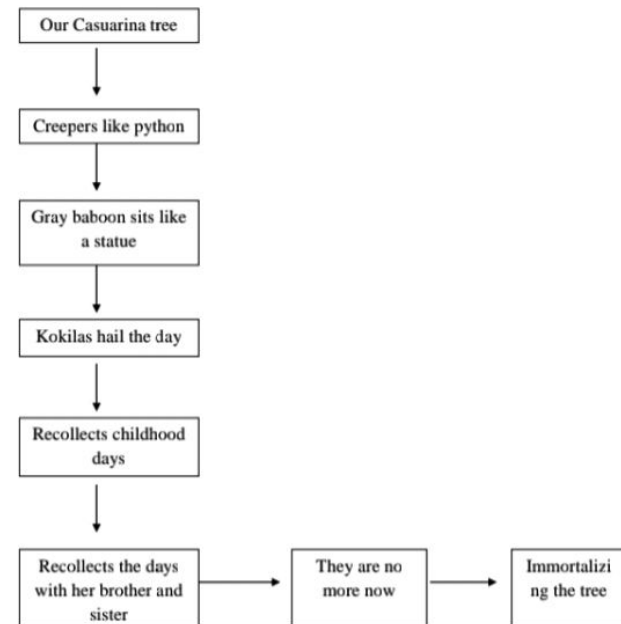 Our Casuarina tree
Creepers like python
Gray baboon sits like
a statue
Kokilas hail the day
Recollects childhood
days
Recollects the days
with her brother and
sister
They are no
more now
Immortalizi
ng the tree